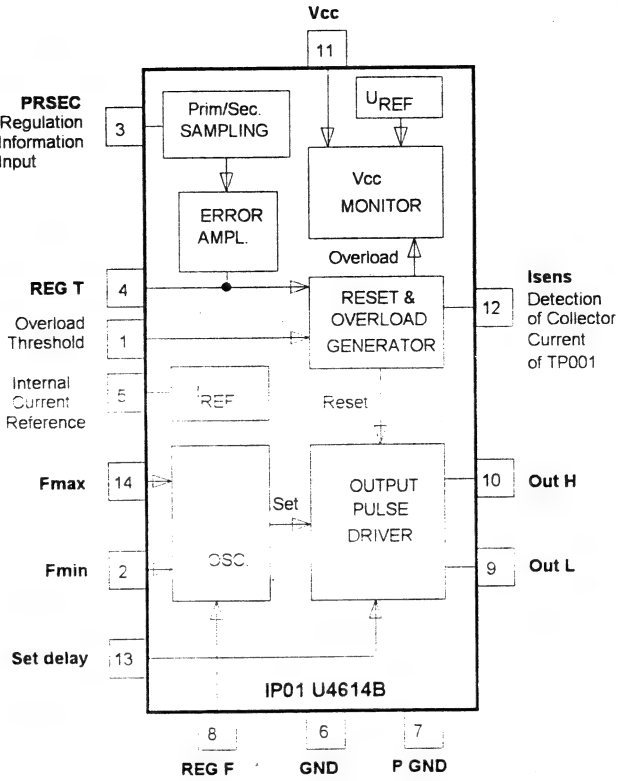 Vcc
11
PRSEC
Regulation
Information
Input
3
Prim/Sec.
SAMPLING
UREF
Vcc
MONITOR
ERROR
AMPL.
Overload
REG T
4
RESET &
OVERLOAD
GENERATOR
12
Isens
Detection
of Collector
Current
of TP001
Overload
Threshold
1
Internal
Current
Reference
5
IREF
Reset
Fmax
14
OSC.
Set
OUTPUT
PULSE
DRIVER
10
Out H
Fmin
2
9
Out L
Set delay
13
IP01 U4614B
8
6
7
REG F
GND
P GND